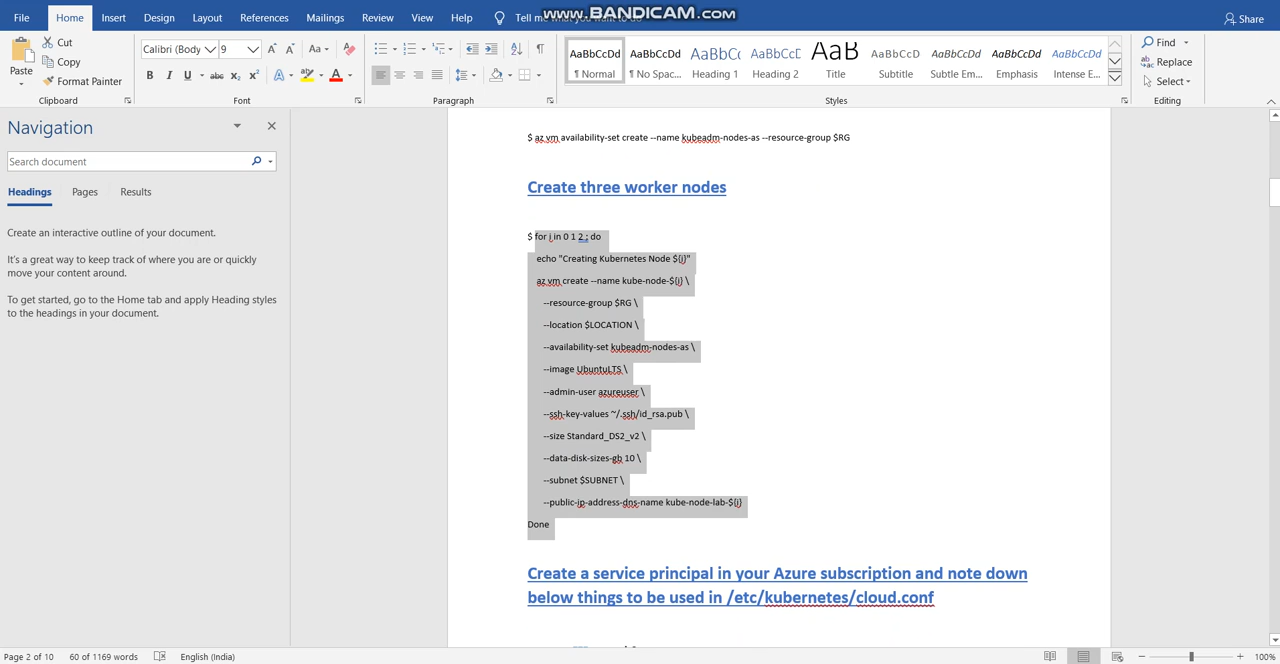 File Home Insert Design Layout References Mailings Review View Help Tell me what you want to do Share
www.BANDICAM.com
Paste Cut Copy Format Painter
Calibri (Body 9
AaBbCcDd AaBbCcDd AaBbCc AaBbCcD AaB AaBbCcD AaBbCcDd AaBbCcDd AaBbCcDd
¶ Normal ¶ No Spac... Heading 1 Heading 2 Title Subtitle Subtle Em... Emphasis Intense E...
Find Replace Select
Clipboard Font Paragraph Styles Editing
Navigation
Search document
Headings Pages Results
Create an interactive outline of your document.
It's a great way to keep track of where you are or quickly
move your content around.
To get started, go to the Home tab and apply Heading styles
to the headings in your document.
$ az vm availability-set create --name kubeadm-nodes-as --resource-group $RG
Create three worker nodes
$ for i in 0 1 2 ; do
echo "Creating Kubernetes Node ${i}"
az vm create --name kube-node-${i} \
--resource-group $RG \
--location $LOCATION \
--availability-set kubeadm-nodes-as \
--image UbuntuLTS \
--admin-user azureuser \
--ssh-key-values ~/.ssh/id_rsa.pub \
--size Standard_DS2_v2 \
--data-disk-sizes-gb 10 \
--subnet $SUBNET \
--public-ip-address-dns-name kube-node-lab-${i}
Done
Create a service principal in your Azure subscription and note down
below things to be used in /etc/kubernetes/cloud.conf
Page 2 of 10 60 of 1169 words English (India) 100%